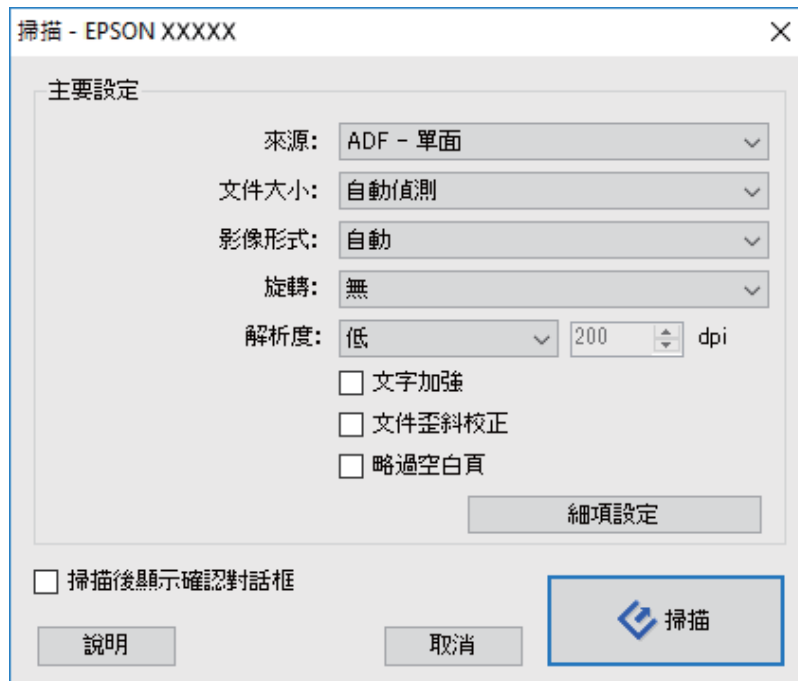 掃描 - EPSON XXXXX
主要設定
來源: ADF - 單面
文件大小: 自動偵測
影像形式: 自動
旋轉: 無
解析度: 低 200 dpi
文字加強
文件歪斜校正
略過空白頁
細項設定
掃描後顯示確認對話框
說明 取消 掃描